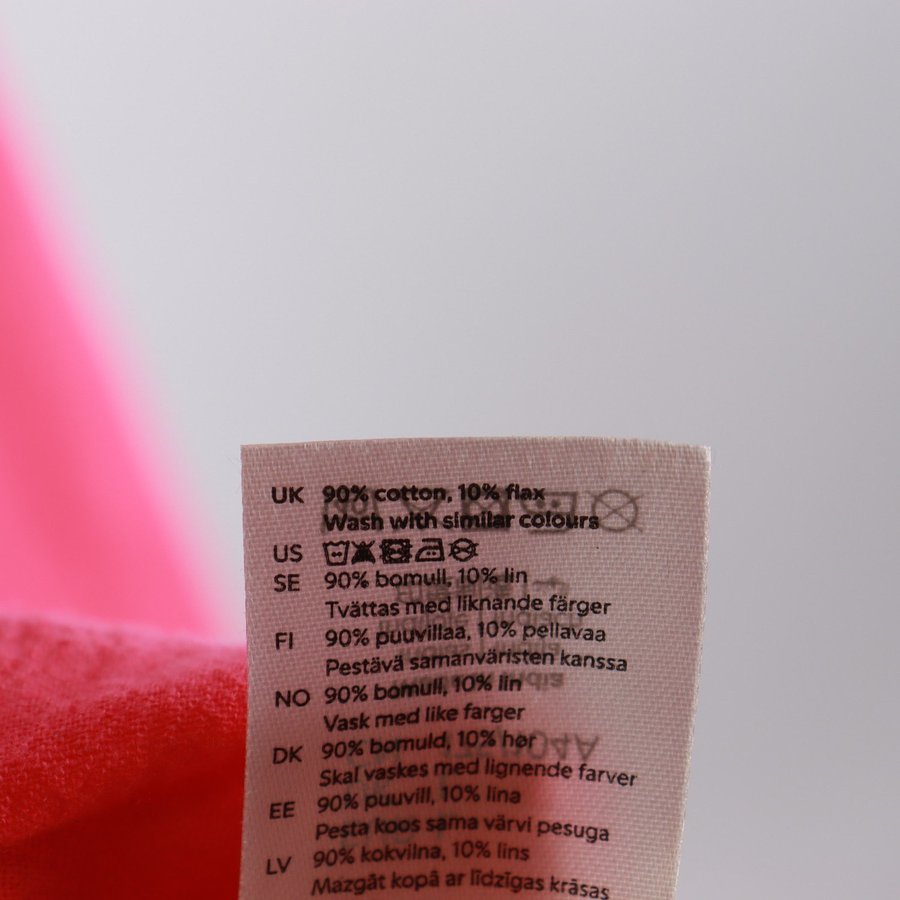 UK 90% cotton, 10% flax
Wash with similar colours
US
SE 90% bomull, 10% lin
Tvättas med liknande färger
FI 90% puuvillaa, 10% pellavaa
Pestävä samanväristen kanssa
NO 90% bomull, 10% lin
Vask med like farger
DK 90% bomuld, 10% hør
Skal vaskes med lignende farver
EE 90% puuvill, 10% lina
Pesta koos sama värvi pesuga
LV 90% kokvilna, 10% lins
Mazgāt kopā ar līdzīgas krāsas